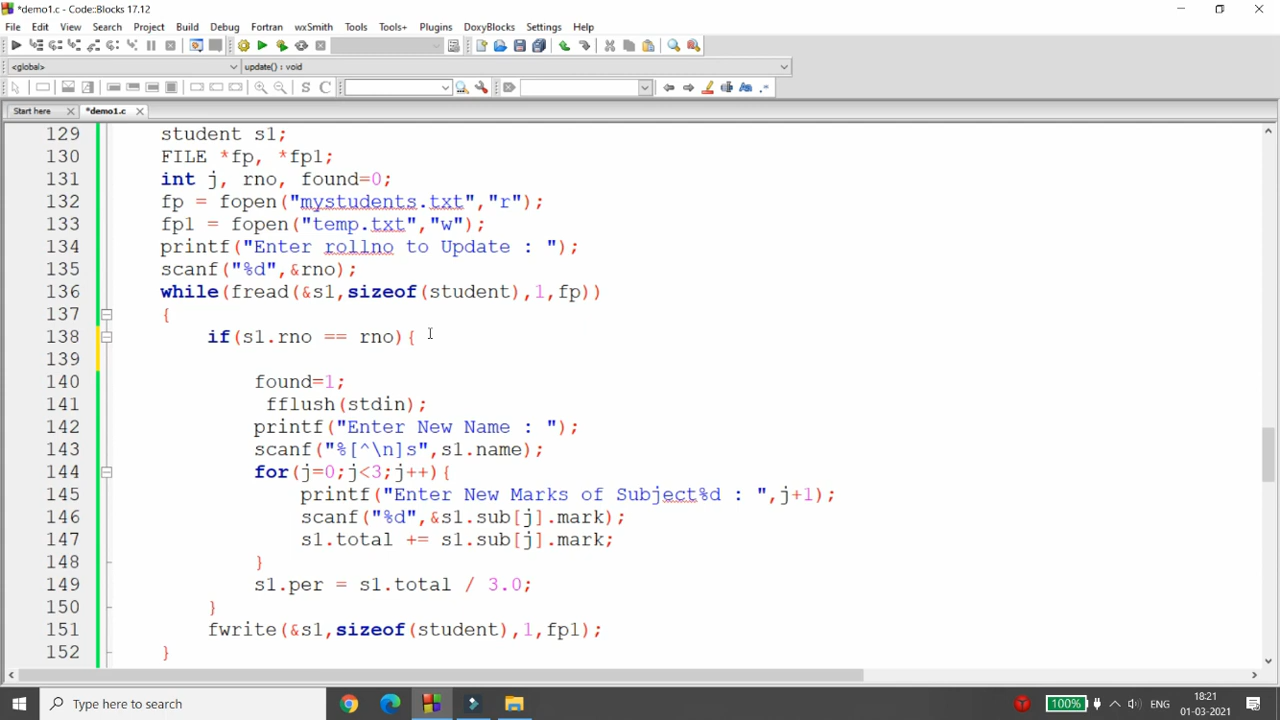 *demo1.c - Code::Blocks 17.12
File Edit View Search Project Build Debug Fortran wxSmith Tools Tools+ Plugins DoxyBlocks Settings Help
<global> update() : void
S C
Start here *demo1.c
129 student s1;
130 FILE *fp, *fp1;
131 int j, rno, found=0;
132 fp = fopen("mystudents.txt","r");
133 fp1 = fopen("temp.txt","w");
134 printf("Enter rollno to Update : ");
135 scanf("%d",&rno);
136 while(fread(&s1,sizeof(student),1,fp))
137 {
138 if(s1.rno == rno){
139
140 found=1;
141 fflush(stdin);
142 printf("Enter New Name : ");
143 scanf("%[^\n]s",s1.name);
144 for(j=0;j<3;j++){
145 printf("Enter New Marks of Subject%d : ",j+1);
146 scanf("%d",&s1.sub[j].mark);
147 s1.total += s1.sub[j].mark;
148 }
149 s1.per = s1.total / 3.0;
150 }
151 fwrite(&s1,sizeof(student),1,fp1);
152 }
Type here to search
100%
ENG
18:21
01-03-2021